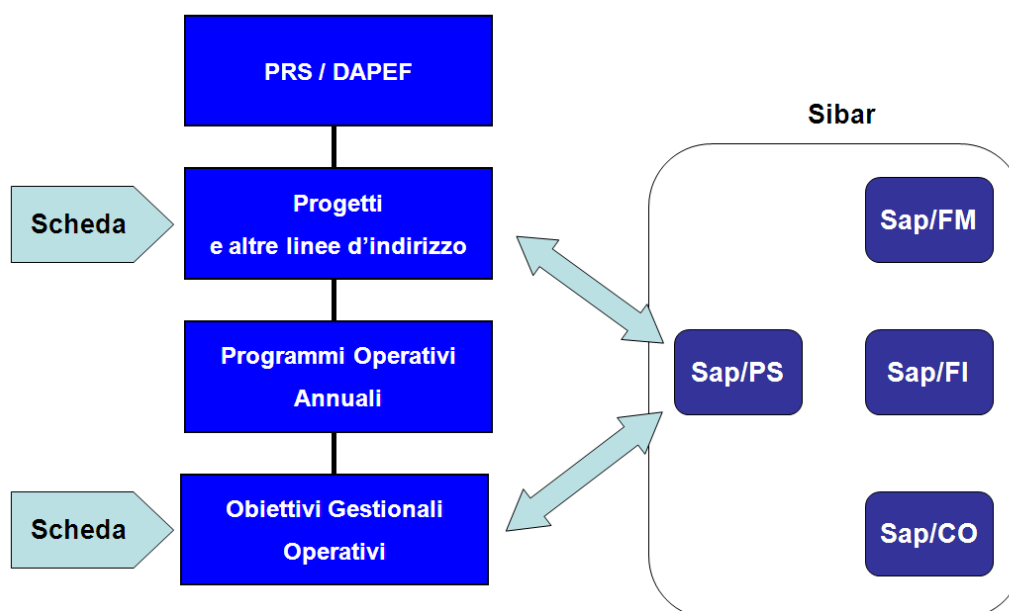 PRS / DAPEF
Sibar
Scheda
Progetti
e altre linee d’indirizzo
Sap/FM
Programmi Operativi
Annuali
Sap/PS
Sap/FI
Scheda
Obiettivi Gestionali
Operativi
Sap/CO